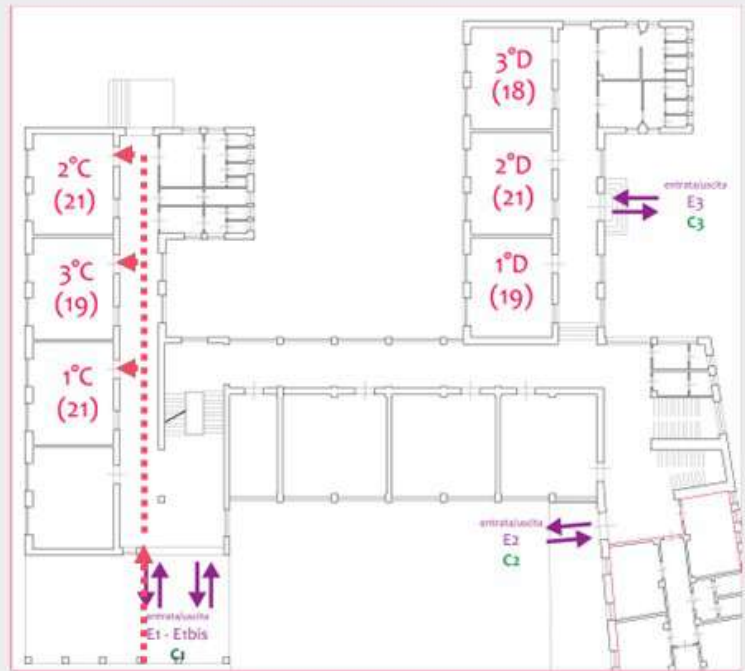 3°D
(18)
2°C
(21)
2°D
(21)
entrata/uscita
E3
C3
3°C
(19)
1°D
(19)
1°C
(21)
entrata/uscita
E2
C2
entrata/uscita
E1 - E1bis
C1